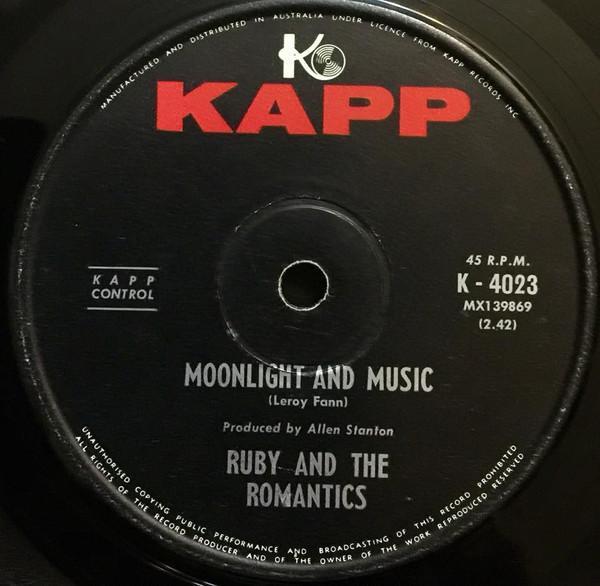 MANUFACTURED AND DISTRIBUTED IN AUSTRALIA UNDER LICENCE FROM KAPP RECORDS INC
K
KAPP
KAPP
CONTROL
45 R.P.M.
K - 4023
MX139869
(2.42)
MOONLIGHT AND MUSIC
(Leroy Fann)
Produced by Allen Stanton
RUBY AND THE
ROMANTICS
UNAUTHORISED COPYING PUBLIC PERFORMANCE AND BROADCASTING OF THIS RECORD PROHIBITED
ALL RIGHTS OF THE RECORD PRODUCER AND OF THE OWNER OF THE WORK REPRODUCED RESERVED